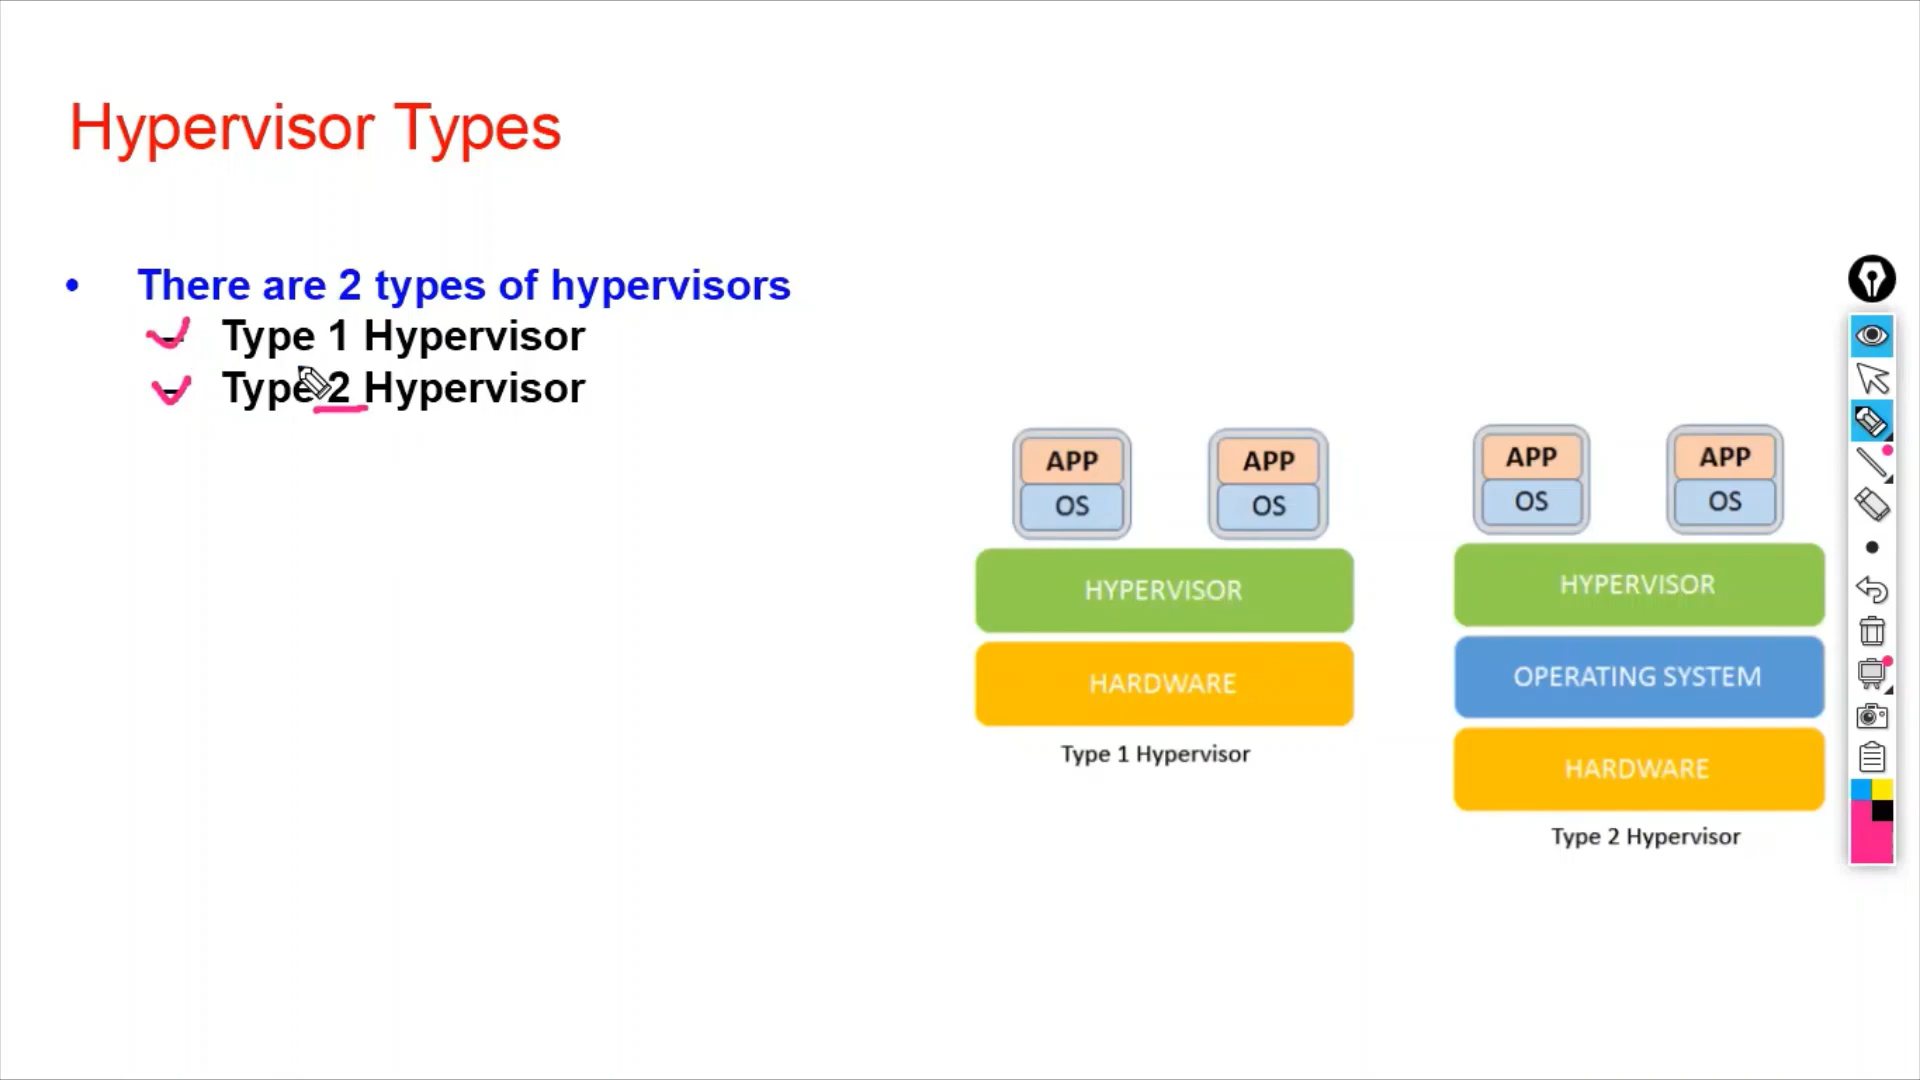 Hypervisor Types
• There are 2 types of hypervisors
– Type 1 Hypervisor
– Type 2 Hypervisor
APP
OS
APP
OS
HYPERVISOR
HARDWARE
Type 1 Hypervisor
APP
OS
APP
OS
HYPERVISOR
OPERATING SYSTEM
HARDWARE
Type 2 Hypervisor